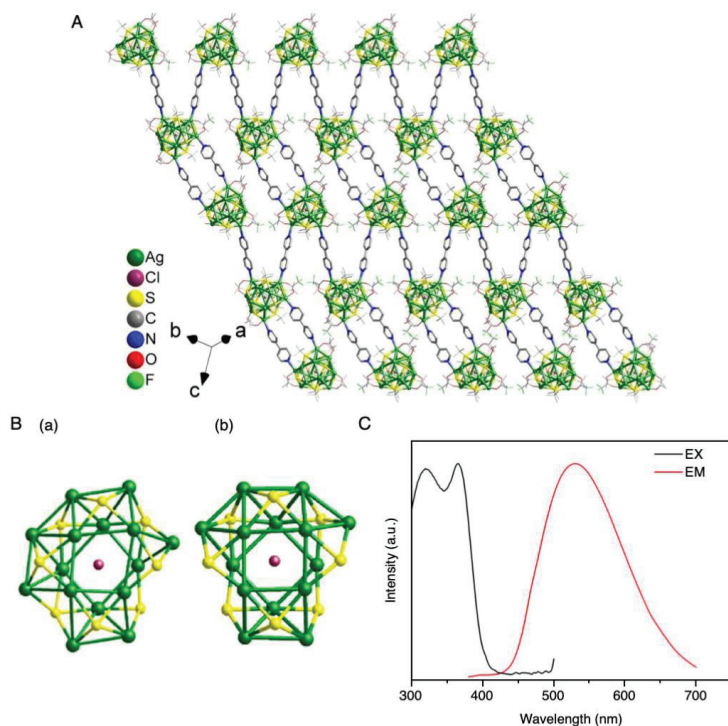 A
Ag
Cl
S
C
N
O
F
b
a
c
B (a) (b)
C
EX
EM
Intensity (a.u.)
300 400 500 600 700
Wavelength (nm)